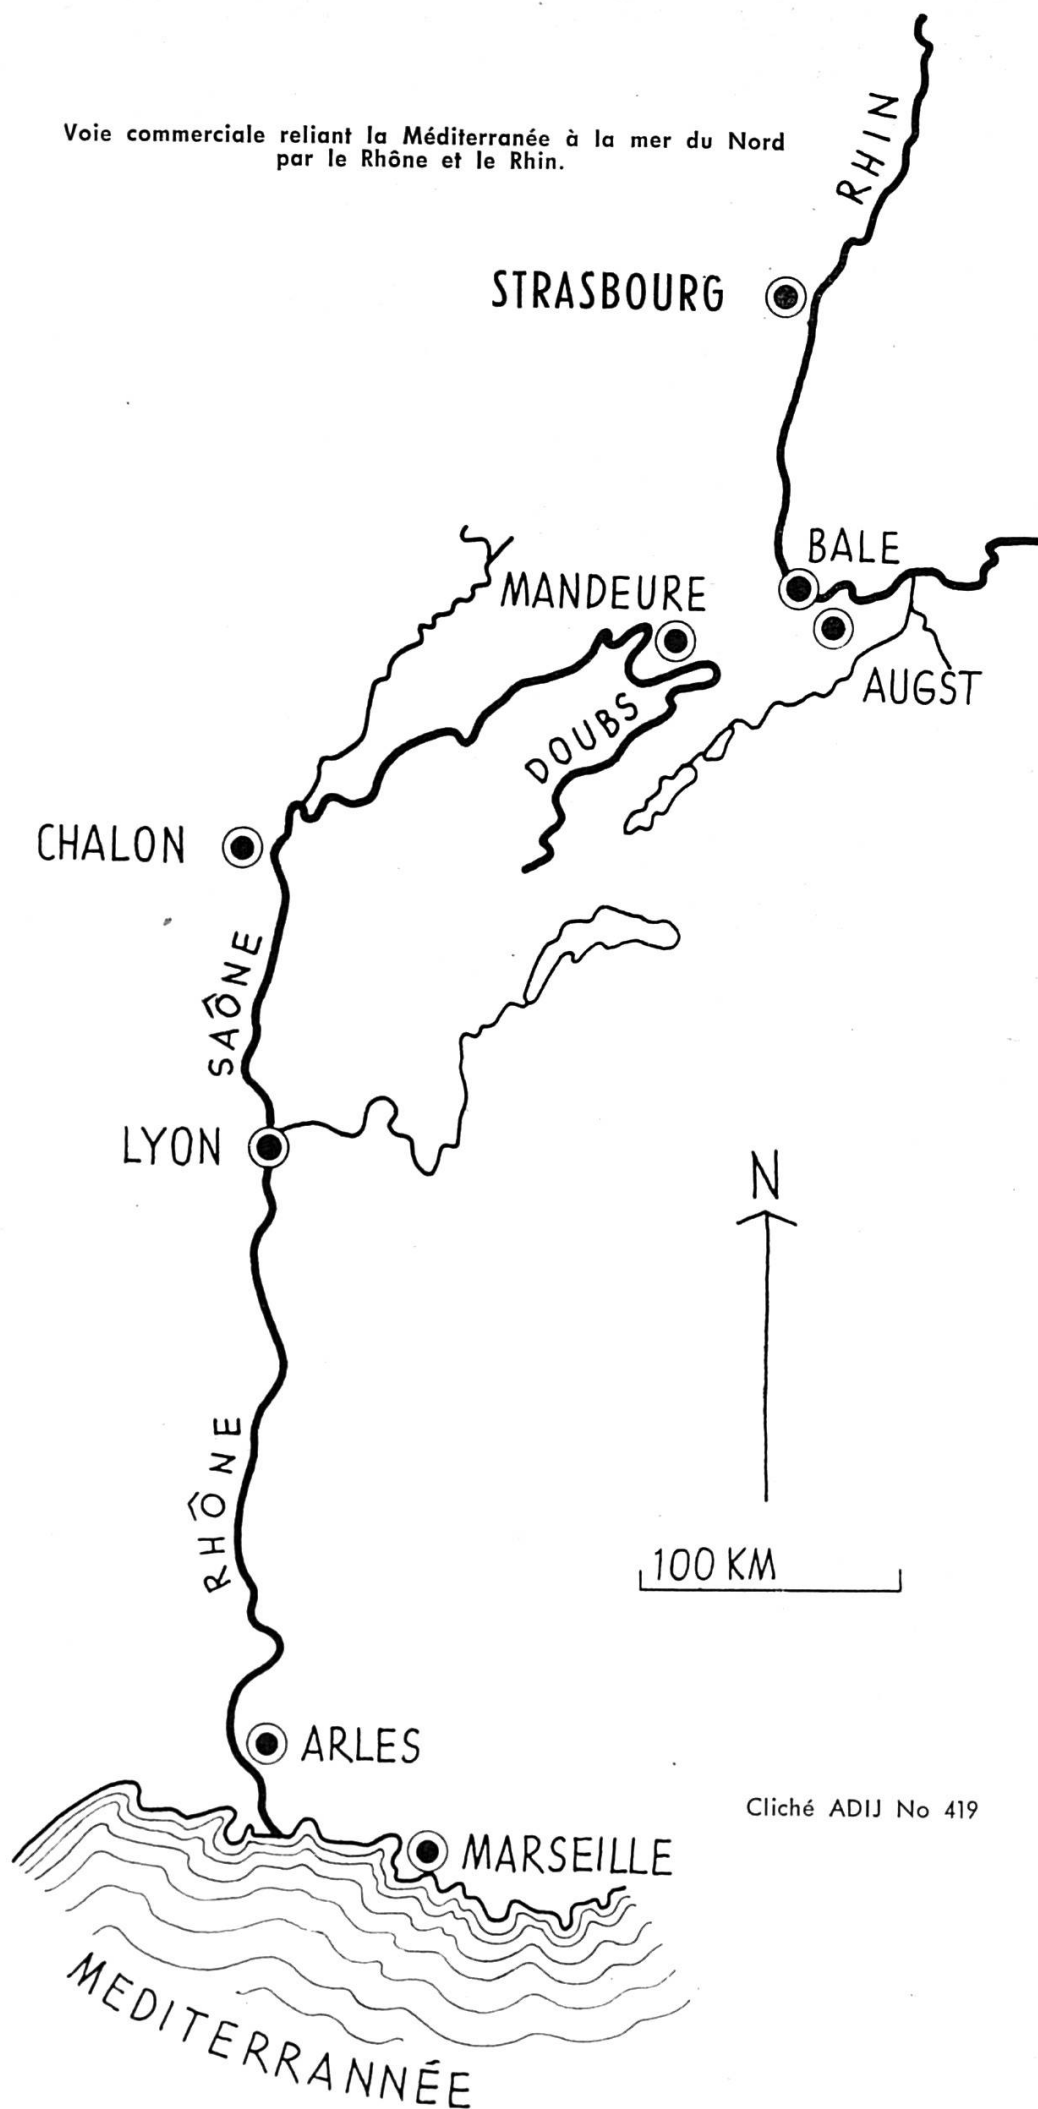 Voie commerciale reliant la Méditerranée à la mer du Nord
par le Rhône et le Rhin.
RHIN
STRASBOURG
BALE
MANDEURE
AUGST
DOUBS
CHALON
SAÔNE
LYON
N
RHÔNE
100 KM
ARLES
Cliché ADIJ No 419
MARSEILLE
MEDITERRANNÉE